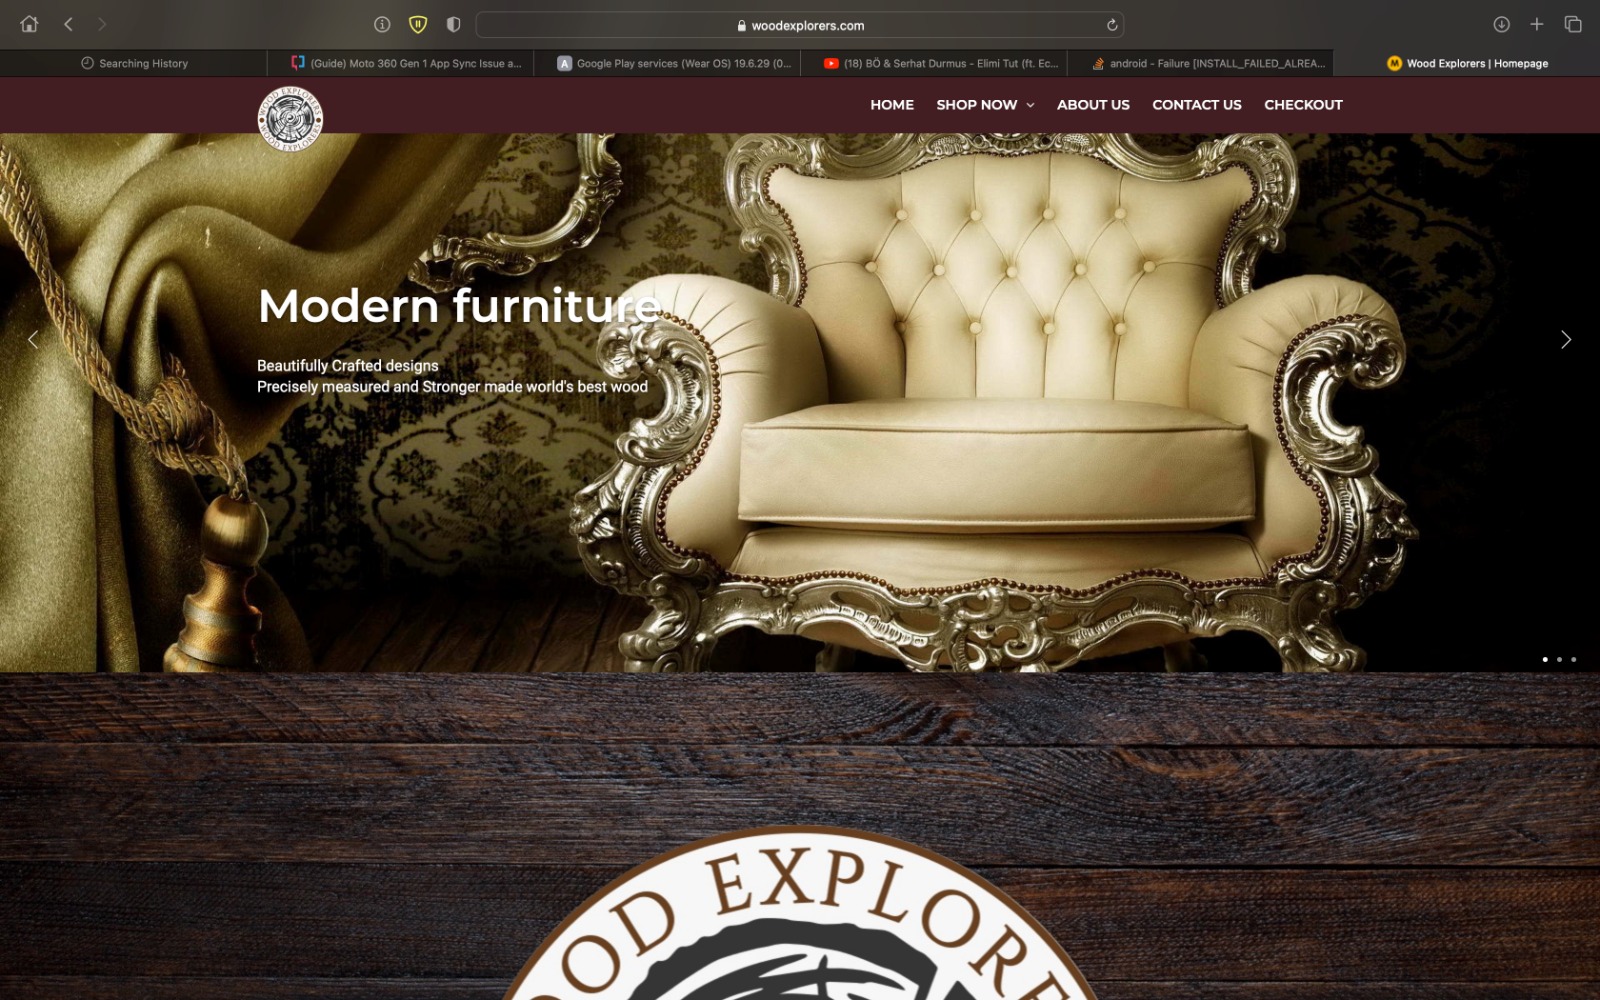 woodexplorers.com
Searching History
(Guide) Moto 360 Gen 1 App Sync Issue a...
Google Play services (Wear OS) 19.6.29 (0...
(18) BÖ & Serhat Durmus - Elimi Tut (ft. Ec...
android - Failure [INSTALL_FAILED_ALREA...
Wood Explorers | Homepage
WOOD EXPLORERS
WOOD EXPLORERS
HOME
SHOP NOW
ABOUT US
CONTACT US
CHECKOUT
Modern furniture
Beautifully Crafted designs
Precisely measured and Stronger made world's best wood
OOD EXPLORE